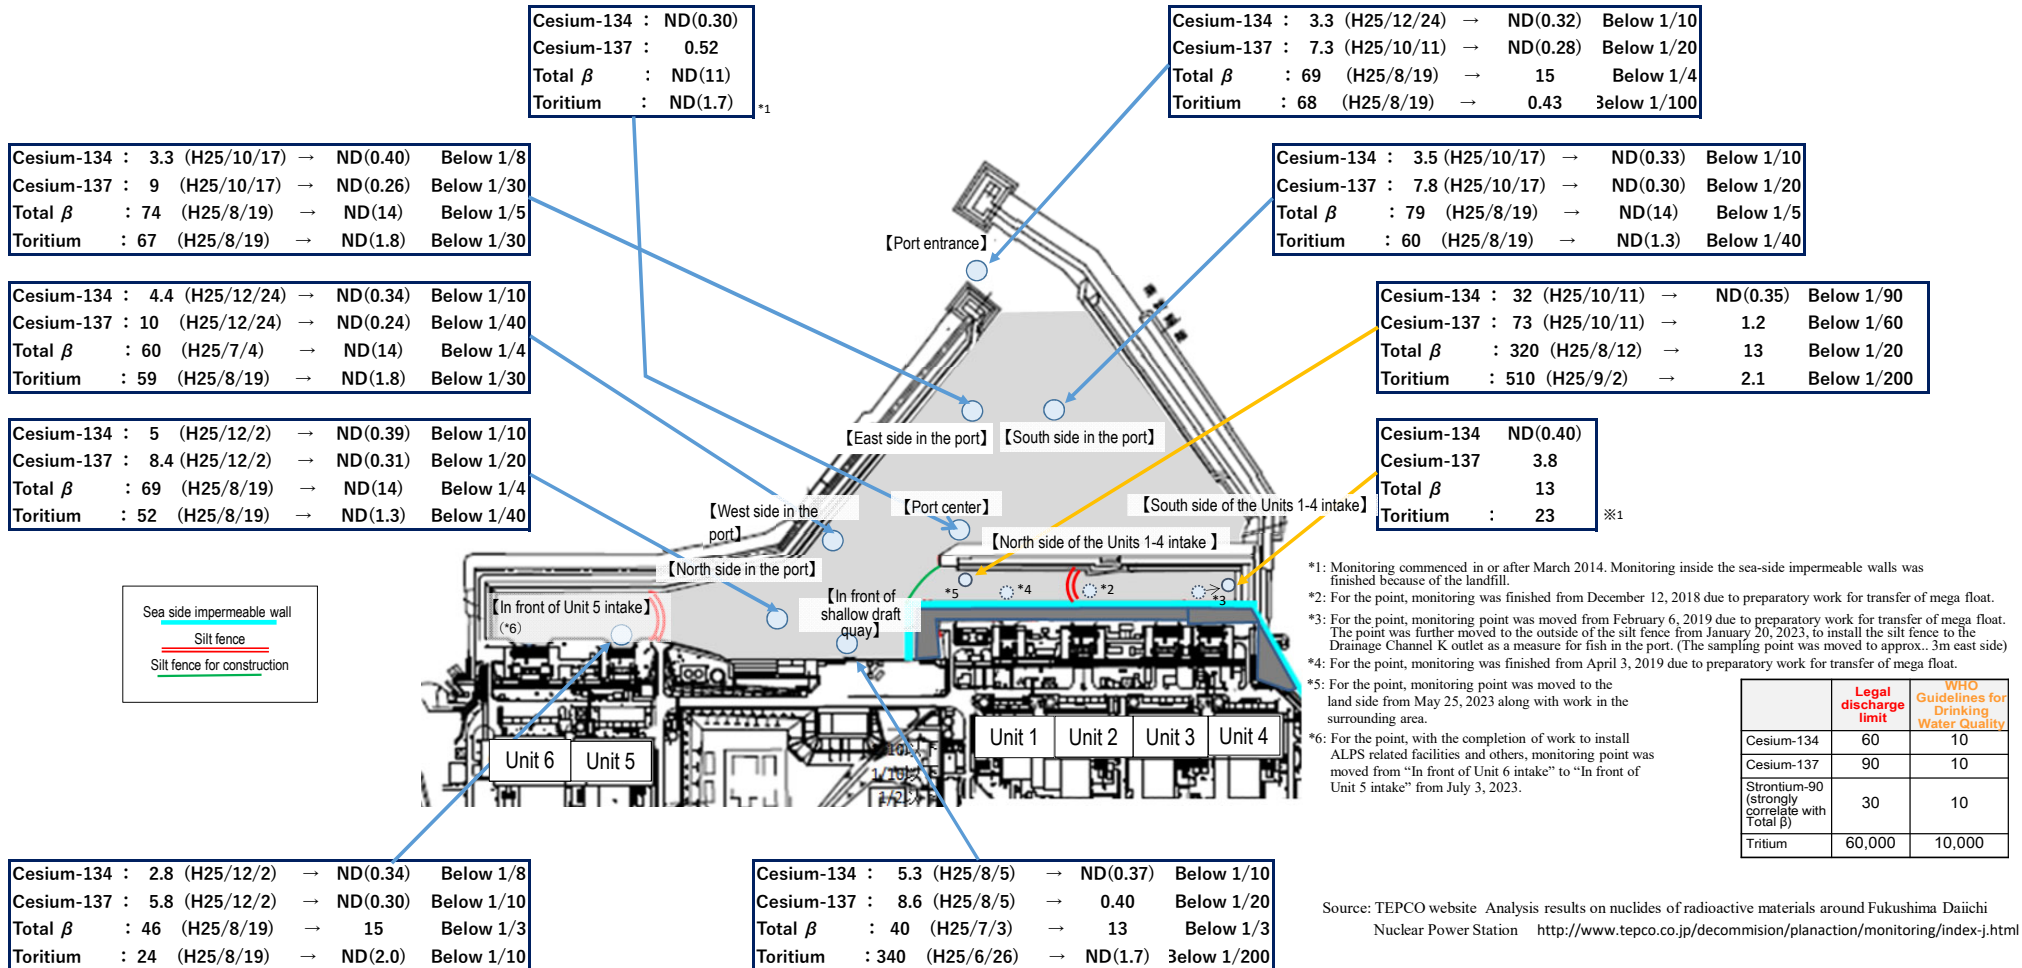 Cesium-134 : ND(0.30)
Cesium-137 : 0.52
Total β : ND(11)
Toritium : ND(1.7) *1
Cesium-134 : 3.3 (H25/12/24) → ND(0.32) Below 1/10
Cesium-137 : 7.3 (H25/10/11) → ND(0.28) Below 1/20
Total β : 69 (H25/8/19) → 15 Below 1/4
Toritium : 68 (H25/8/19) → 0.43 Below 1/100
Cesium-134 : 3.3 (H25/10/17) → ND(0.40) Below 1/8
Cesium-137 : 9 (H25/10/17) → ND(0.26) Below 1/30
Total β : 74 (H25/8/19) → ND(14) Below 1/5
Toritium : 67 (H25/8/19) → ND(1.8) Below 1/30
Cesium-134 : 3.5 (H25/10/17) → ND(0.33) Below 1/10
Cesium-137 : 7.8 (H25/10/17) → ND(0.30) Below 1/20
Total β : 79 (H25/8/19) → ND(14) Below 1/5
Toritium : 60 (H25/8/19) → ND(1.3) Below 1/40
Cesium-134 : 4.4 (H25/12/24) → ND(0.34) Below 1/10
Cesium-137 : 10 (H25/12/24) → ND(0.24) Below 1/40
Total β : 60 (H25/7/4) → ND(14) Below 1/4
Toritium : 59 (H25/8/19) → ND(1.8) Below 1/30
Cesium-134 : 32 (H25/10/11) → ND(0.35) Below 1/90
Cesium-137 : 73 (H25/10/11) → 1.2 Below 1/60
Total β : 320 (H25/8/12) → 13 Below 1/20
Toritium : 510 (H25/9/2) → 2.1 Below 1/200
Cesium-134 : 5 (H25/12/2) → ND(0.39) Below 1/10
Cesium-137 : 8.4 (H25/12/2) → ND(0.31) Below 1/20
Total β : 69 (H25/8/19) → ND(14) Below 1/4
Toritium : 52 (H25/8/19) → ND(1.3) Below 1/40
Cesium-134 ND(0.40)
Cesium-137 3.8
Total β 13
Toritium : 23 ※1
【Port entrance】
【East side in the port】
【South side in the port】
【West side in the
port】
【Port center】
【South side of the Units 1-4 intake】
【North side of the Units 1-4 intake 】
【North side in the port】
【In front of Unit 5 intake】
(*6)
【In front of
shallow draft
quay】
*5
*4
*2
*3
Sea side impermeable wall
Silt fence
Silt fence for construction
Unit 6
Unit 5
Unit 1
Unit 2
Unit 3
Unit 4
*1: Monitoring commenced in or after March 2014. Monitoring inside the sea-side impermeable walls was
finished because of the landfill.
*2: For the point, monitoring was finished from December 12, 2018 due to preparatory work for transfer of mega float.
*3: For the point, monitoring point was moved from February 6, 2019 due to preparatory work for transfer of mega float.
The point was further moved to the outside of the silt fence from January 20, 2023, to install the silt fence to the
Drainage Channel K outlet as a measure for fish in the port. (The sampling point was moved to approx.. 3m east side)
*4: For the point, monitoring was finished from April 3, 2019 due to preparatory work for transfer of mega float.
*5: For the point, monitoring point was moved to the
land side from May 25, 2023 along with work in the
surrounding area.
*6: For the point, with the completion of work to install
ALPS related facilities and others, monitoring point was
moved from “In front of Unit 6 intake” to “In front of
Unit 5 intake” from July 3, 2023.
Legal discharge limit
WHO Guidelines for Drinking Water Quality
Cesium-134 60 10
Cesium-137 90 10
Strontium-90
(strongly
correlate with
Total β) 30 10
Tritium 60,000 10,000
Cesium-134 : 2.8 (H25/12/2) → ND(0.34) Below 1/8
Cesium-137 : 5.8 (H25/12/2) → ND(0.30) Below 1/10
Total β : 46 (H25/8/19) → 15 Below 1/3
Toritium : 24 (H25/8/19) → ND(2.0) Below 1/10
Cesium-134 : 5.3 (H25/8/5) → ND(0.37) Below 1/10
Cesium-137 : 8.6 (H25/8/5) → 0.40 Below 1/20
Total β : 40 (H25/7/3) → 13 Below 1/3
Toritium : 340 (H25/6/26) → ND(1.7) Below 1/200
Source: TEPCO website Analysis results on nuclides of radioactive materials around Fukushima Daiichi
Nuclear Power Station http://www.tepco.co.jp/decommision/planaction/monitoring/index-j.html